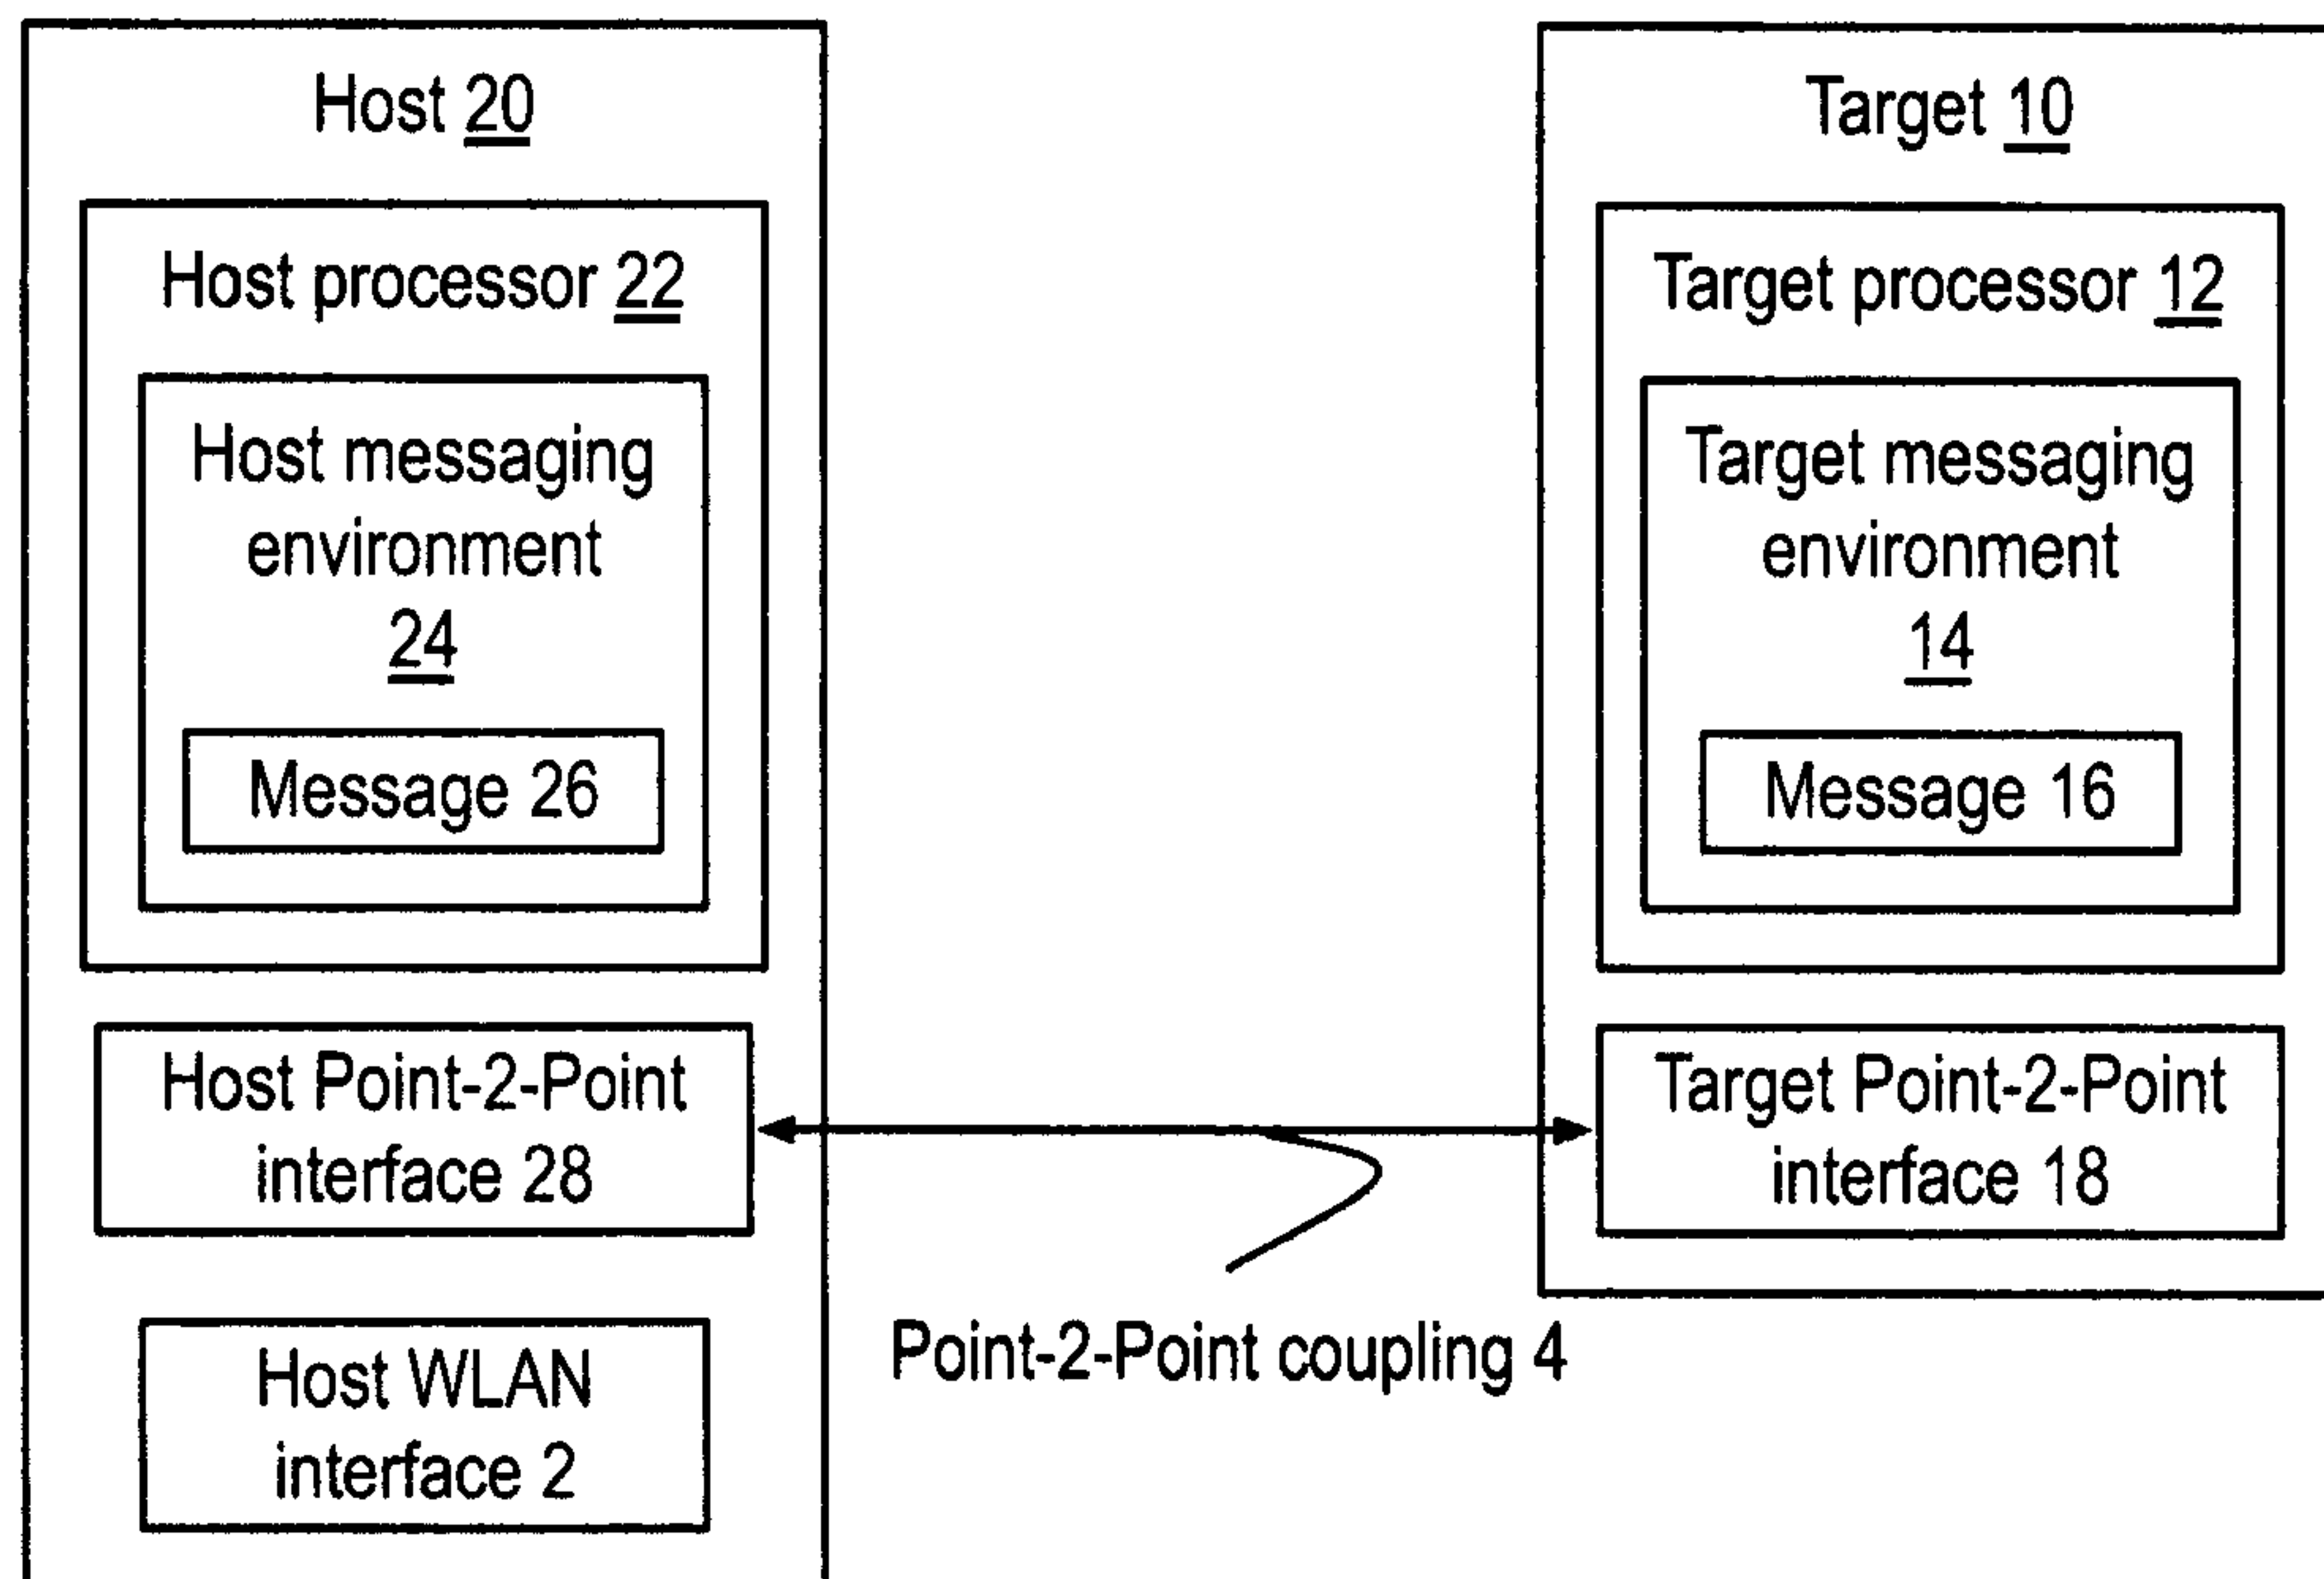 Host 20
Host processor 22
Host messaging
environment
24
Message 26
Host Point-2-Point
interface 28
Host WLAN
interface 2
Point-2-Point coupling 4
Target 10
Target processor 12
Target messaging
environment
14
Message 16
Target Point-2-Point
interface 18